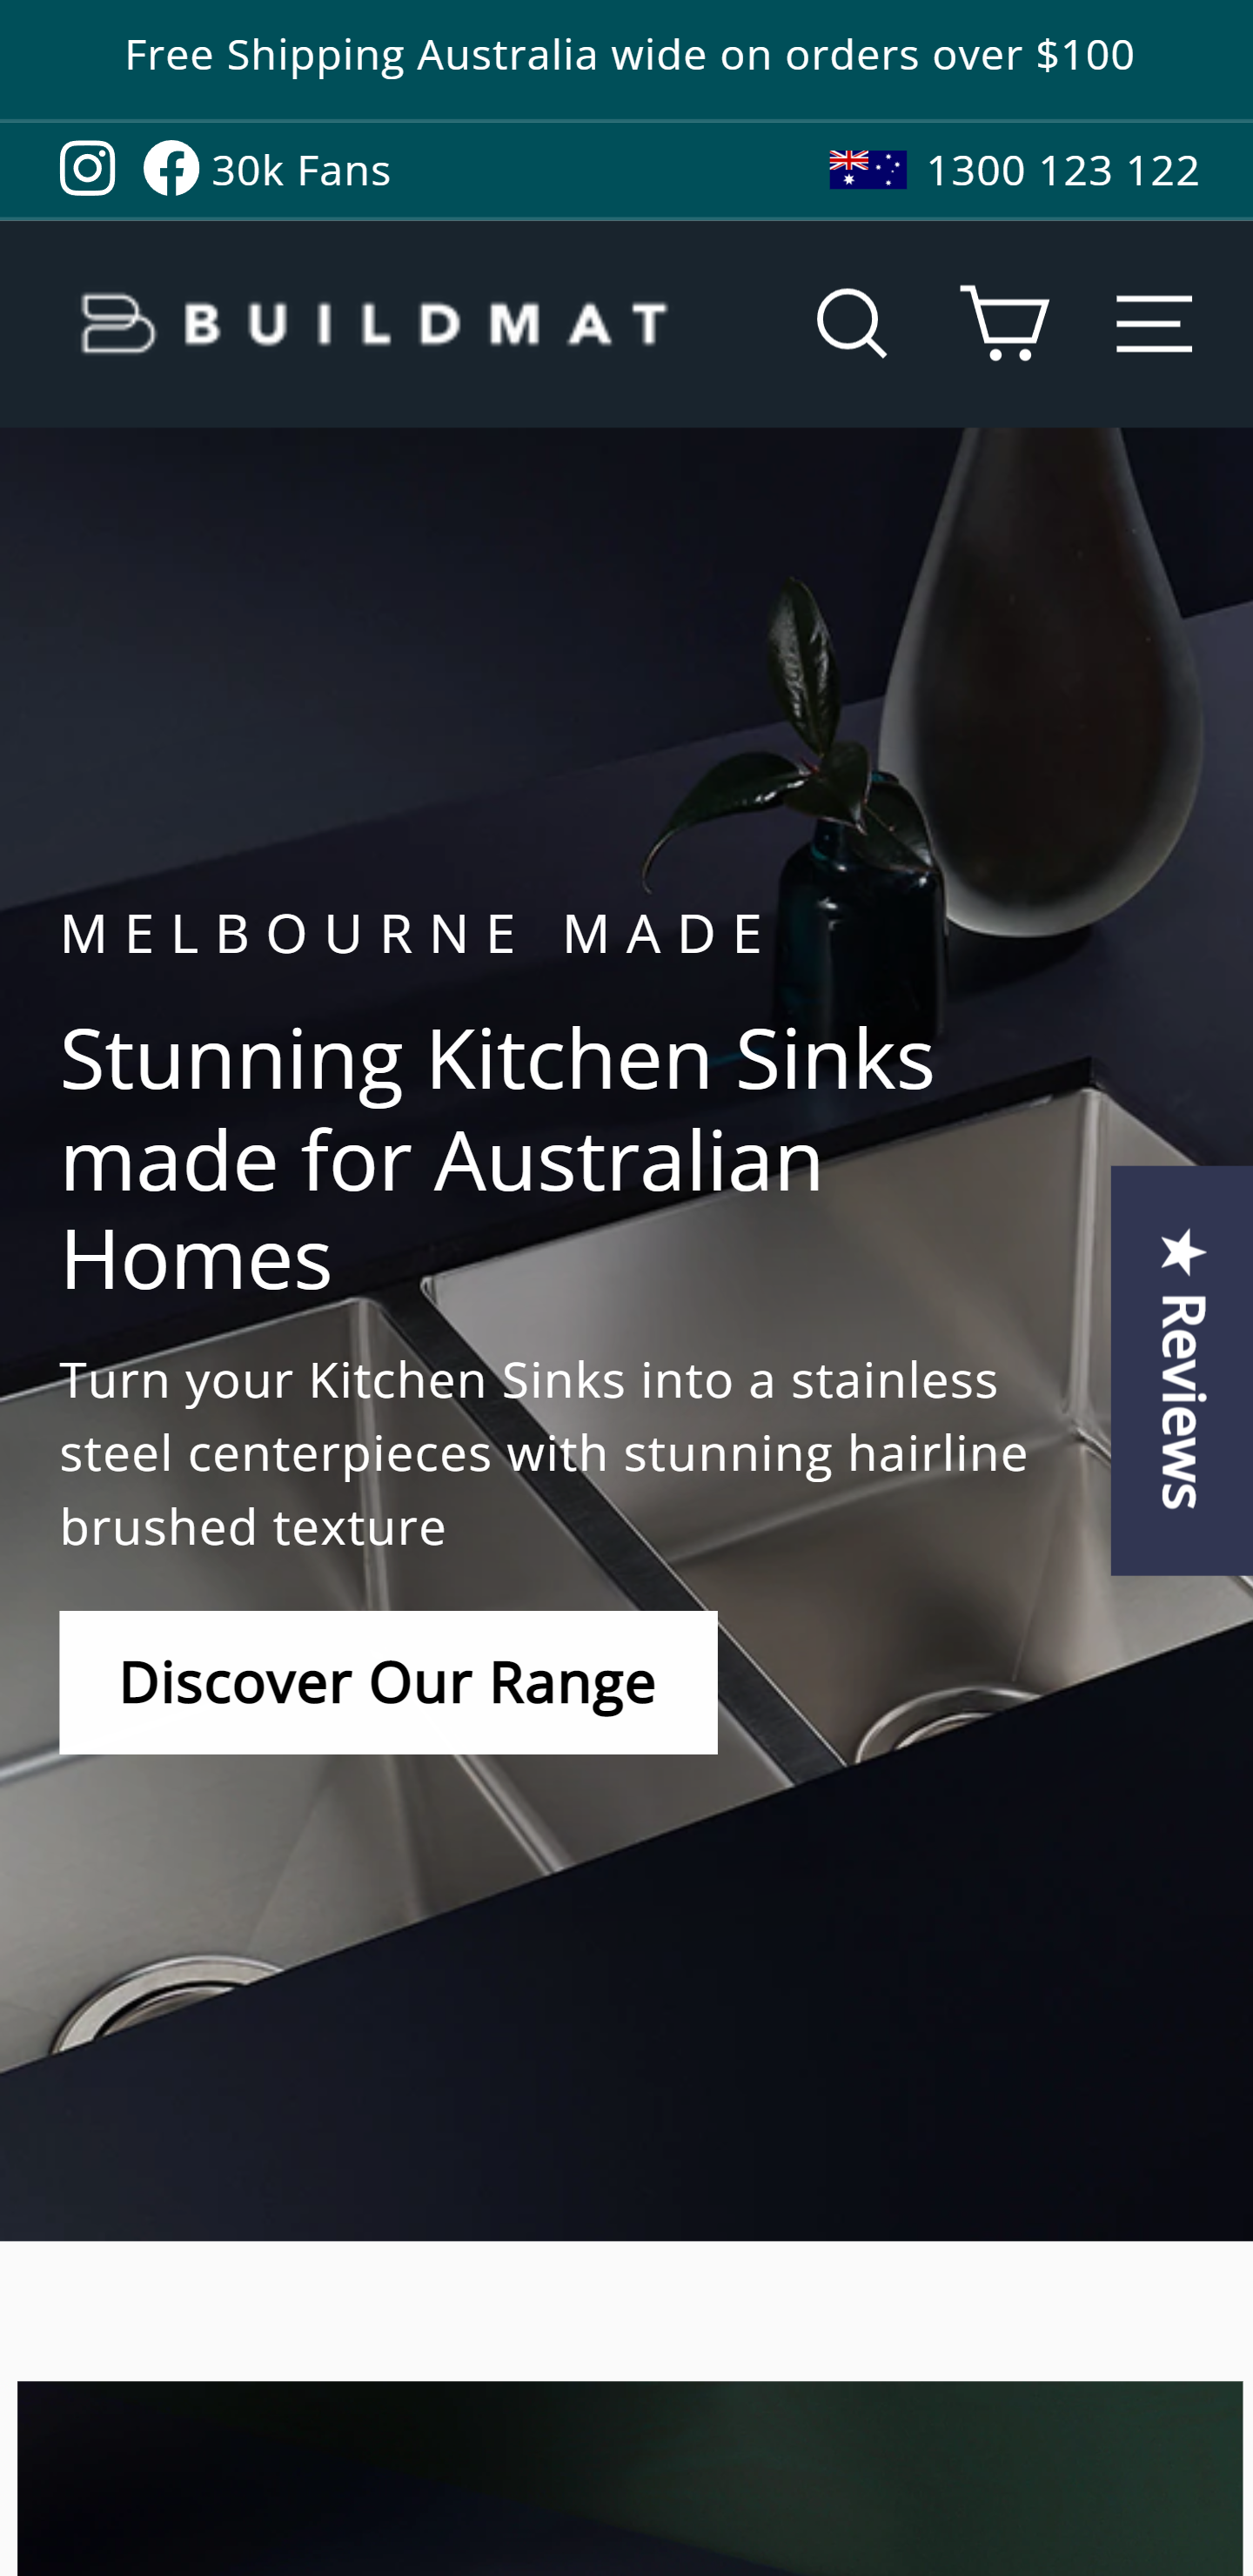 Free Shipping Australia wide on orders over $100
30k Fans
1300 123 122
BUILDMAT
MELBOURNE MADE
Stunning Kitchen Sinks
made for Australian
Homes
Turn your Kitchen Sinks into a stainless
steel centerpieces with stunning hairline
brushed texture
★ Reviews
Discover Our Range